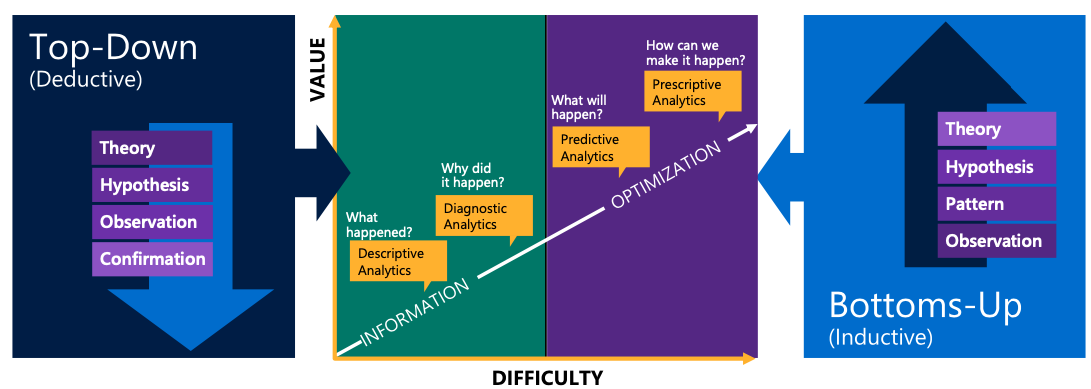 Top-Down
(Deductive)
Theory
Hypothesis
Observation
Confirmation
VALUE
What
happened?
Descriptive
Analytics
Why did
it happen?
Diagnostic
Analytics
What will
happen?
Predictive
Analytics
How can we
make it happen?
Prescriptive
Analytics
INFORMATION
OPTIMIZATION
DIFFICULTY
Theory
Hypothesis
Pattern
Observation
Bottoms-Up
(Inductive)